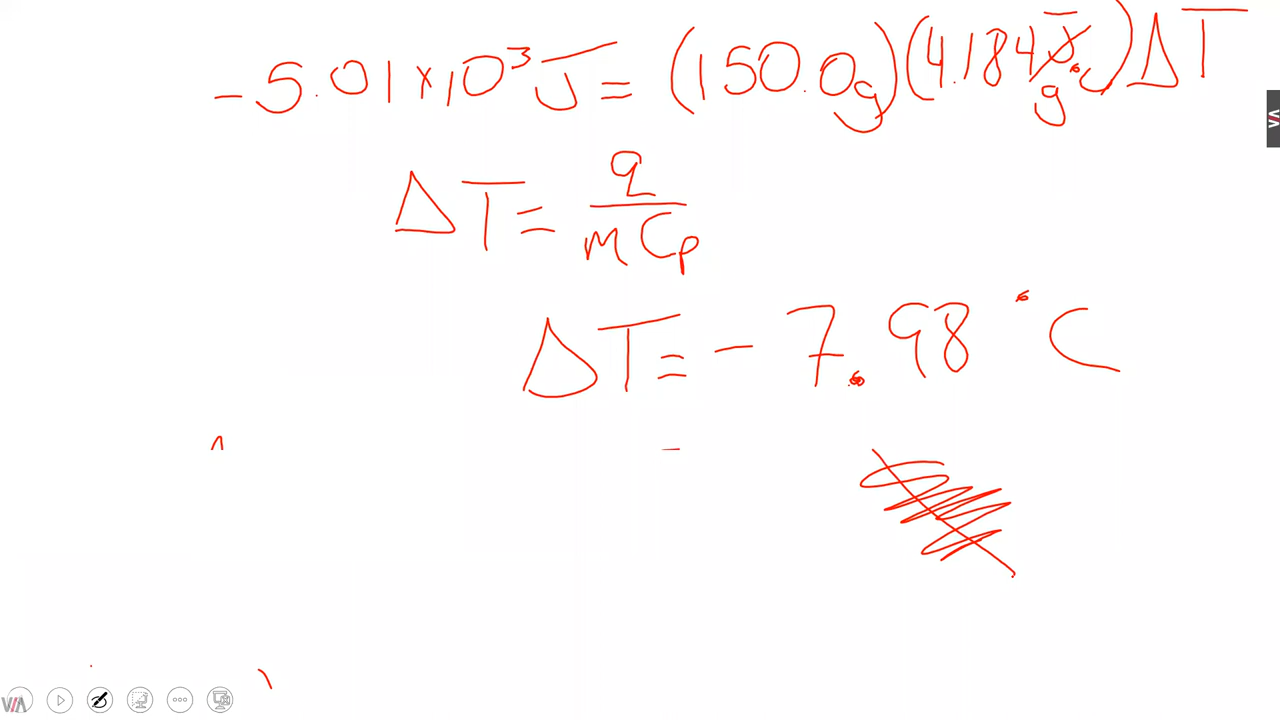 -5.01×10³ J = (150.0g)(4.184 J/g·°C) ΔT
ΔT = q/mCp
ΔT = -7.98 °C